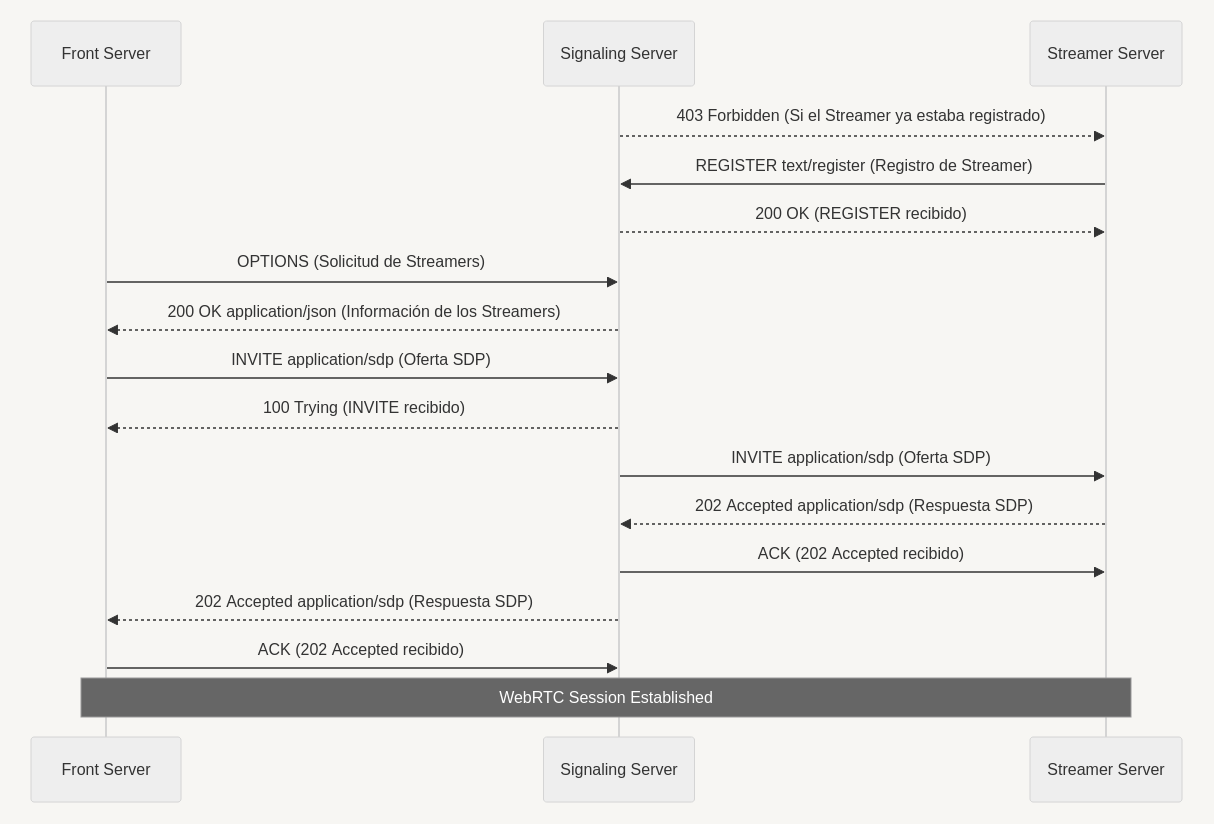 Front Server
Signaling Server
Streamer Server
403 Forbidden (Si el Streamer ya estaba registrado)
REGISTER text/register (Registro de Streamer)
200 OK (REGISTER recibido)
OPTIONS (Solicitud de Streamers)
200 OK application/json (Información de los Streamers)
INVITE application/sdp (Oferta SDP)
100 Trying (INVITE recibido)
INVITE application/sdp (Oferta SDP)
202 Accepted application/sdp (Respuesta SDP)
ACK (202 Accepted recibido)
202 Accepted application/sdp (Respuesta SDP)
ACK (202 Accepted recibido)
WebRTC Session Established
Front Server
Signaling Server
Streamer Server